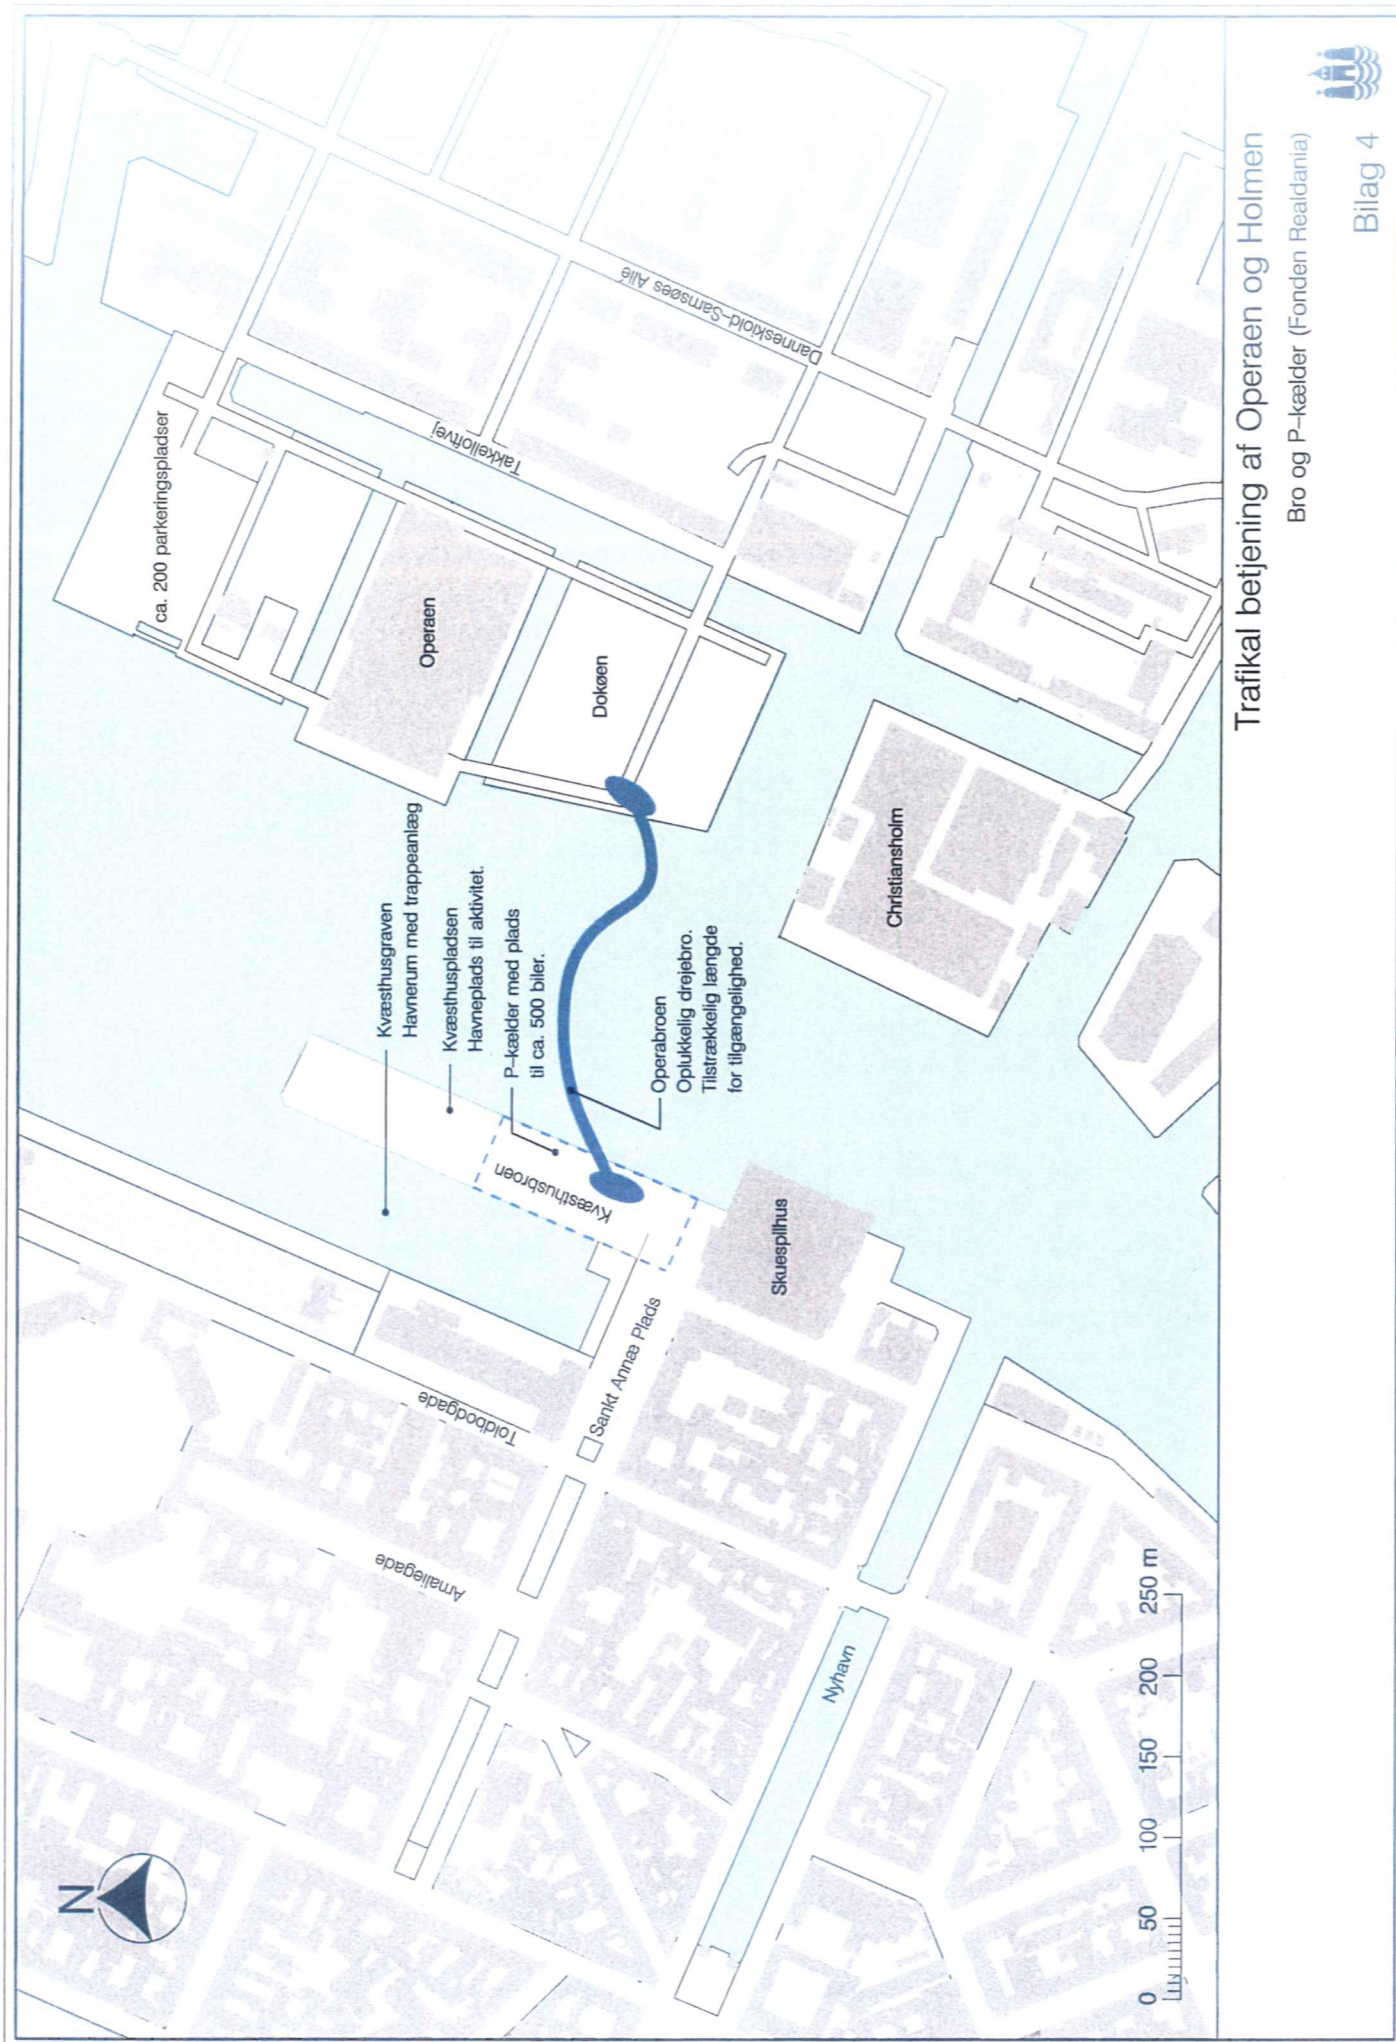 N
ca. 200 parkeringspladser
Operaen
Dokøen
Takkelloftvej
Danneskiold-Samsøes Allé
Kvæsthusgraven
Havnerum med trappeanlæg
Kvæsthuspladsen
Havneplads til aktivitet.
P-kælder med plads
til ca. 500 biler.
Kvæsthusbroen
Operabroen
Oplukkelig drejebro.
Tilstrækkelig længde
for tilgængelighed.
Christiansholm
Skuespilhus
Sankt Annæ Plads
Toldbodgade
Amaliegade
Nyhavn
0 50 100 150 200 250 m
Trafikal betjening af Operaen og Holmen
Bro og P-kælder (Fonden Realdania)
Bilag 4